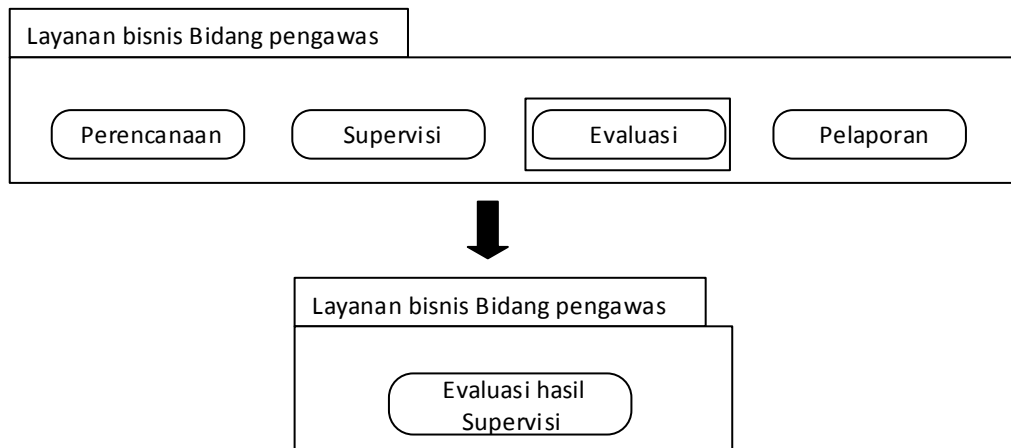 Layanan bisnis Bidang pengawas
Perencanaan
Supervisi
Evaluasi
Pelaporan
Layanan bisnis Bidang pengawas
Evaluasi hasil
Supervisi